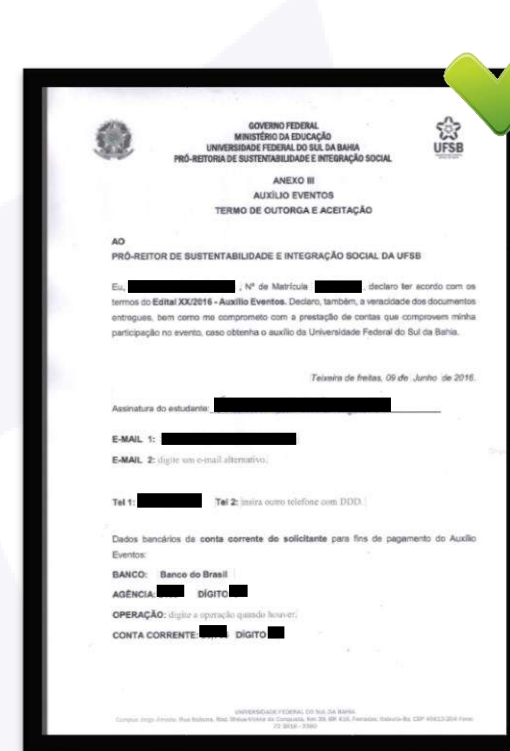 GOVERNO FEDERAL
MINISTÉRIO DA EDUCAÇÃO
UNIVERSIDADE FEDERAL DO SUL DA BAHIA
PRÓ-REITORIA DE SUSTENTABILIDADE E INTEGRAÇÃO SOCIAL
UFSB
ANEXO III
AUXÍLIO EVENTOS
TERMO DE OUTORGA E ACEITAÇÃO
AO
PRÓ-REITOR DE SUSTENTABILIDADE E INTEGRAÇÃO SOCIAL DA UFSB
Eu, , Nº de Matrícula , declaro ter acordo com os
termos do Edital XX/2016 - Auxílio Eventos. Declaro, também, a veracidade dos documentos
entregues, bem como me comprometo com a prestação de contas que comprovem minha
participação no evento, caso obtenha o auxílio da Universidade Federal do Sul da Bahia.
Teixeira de freitas, 09 de Junho de 2016.
Assinatura do estudante:
E-MAIL 1:
E-MAIL 2: digite um e-mail alternativo.
Tel 1: Tel 2: insira outro telefone com DDD.
Dados bancários da conta corrente do solicitante para fins de pagamento do Auxílio
Eventos:
BANCO: Banco do Brasil
AGÊNCIA: DÍGITO
OPERAÇÃO: digite a operação quando houver.
CONTA CORRENTE: DÍGITO
UNIVERSIDADE FEDERAL DO SUL DA BAHIA